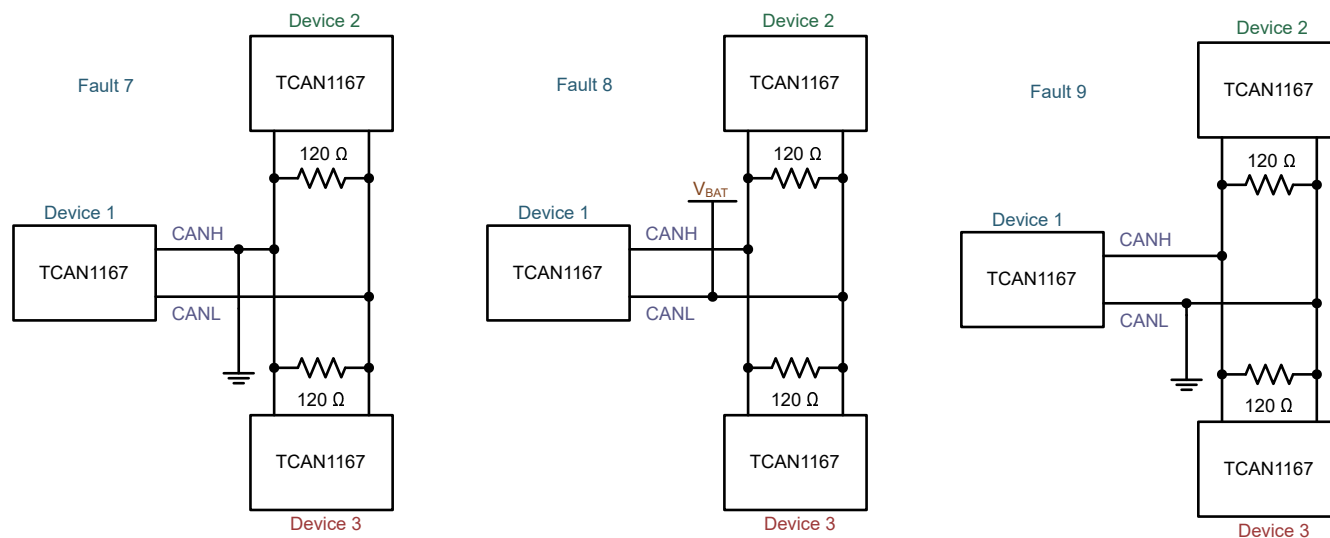 Fault 7
Device 2
TCAN1167
120 Ω
Device 1
TCAN1167
CANH
CANL
120 Ω
TCAN1167
Device 3
Fault 8
Device 2
TCAN1167
120 Ω
VBAT
Device 1
TCAN1167
CANH
CANL
120 Ω
TCAN1167
Device 3
Fault 9
Device 2
TCAN1167
120 Ω
Device 1
TCAN1167
CANH
CANL
120 Ω
TCAN1167
Device 3